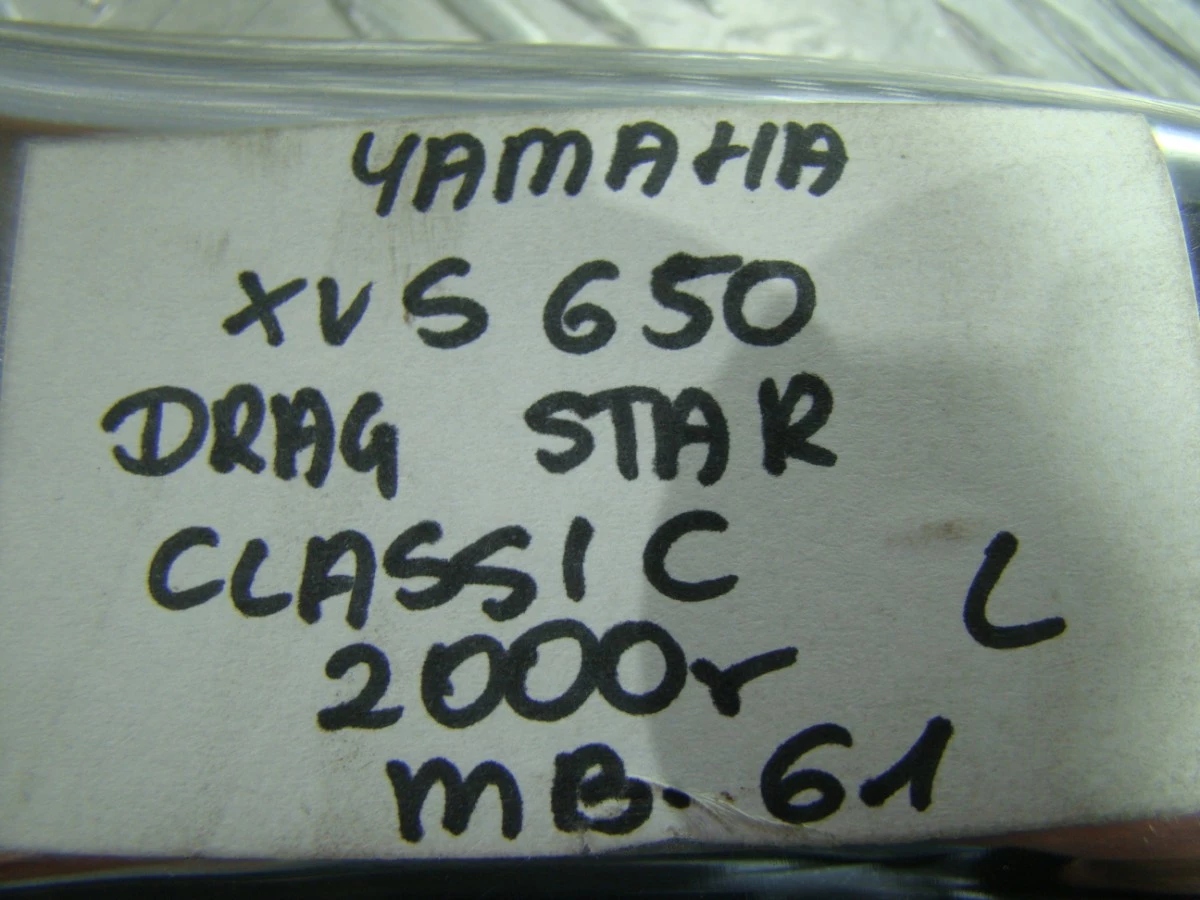 YAMAHA
XVS 650
DRAG STAR
CLASSIC L
2000r
MB. 61